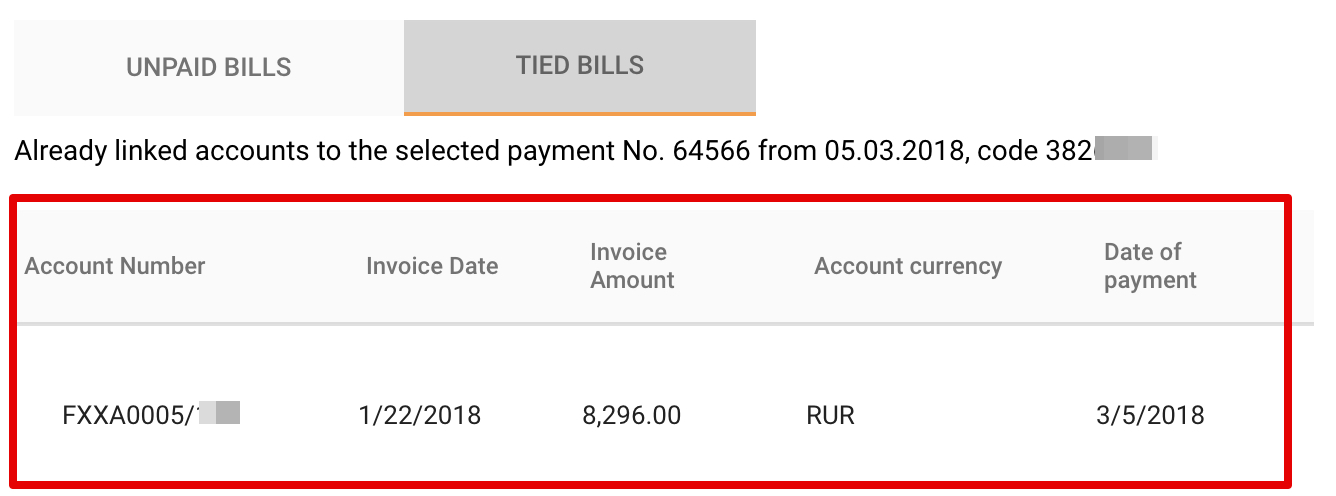 UNPAID BILLS
TIED BILLS
Already linked accounts to the selected payment No. 64566 from 05.03.2018, code 382
Account Number
Invoice Date
Invoice
Amount
Account currency
Date of
payment
FXXA0005/
1/22/2018
8,296.00
RUR
3/5/2018